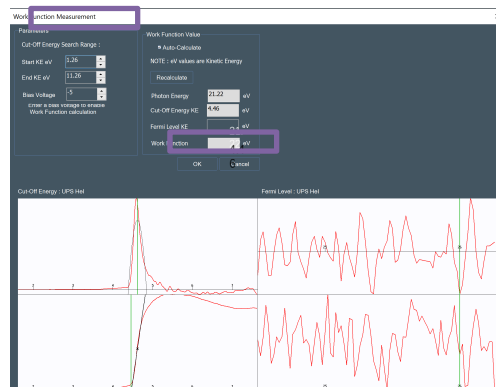 Work Function Measurement
Parameters
Cut-Off Energy Search Range :
Start KE eV 1.26
End KE eV 11.26
Bias Voltage -5
Enter a bias voltage to enable
Work Function calculation
Work Function Value
Auto-Calculate
NOTE : eV values are Kinetic Energy
Recalculate
Photon Energy 21.22 eV
Cut-Off Energy KE 4.46 eV
Fermi Level KE eV
Work Function eV
OK Cancel
Cut-Off Energy : UPS HeI
Fermi Level : UPS HeI